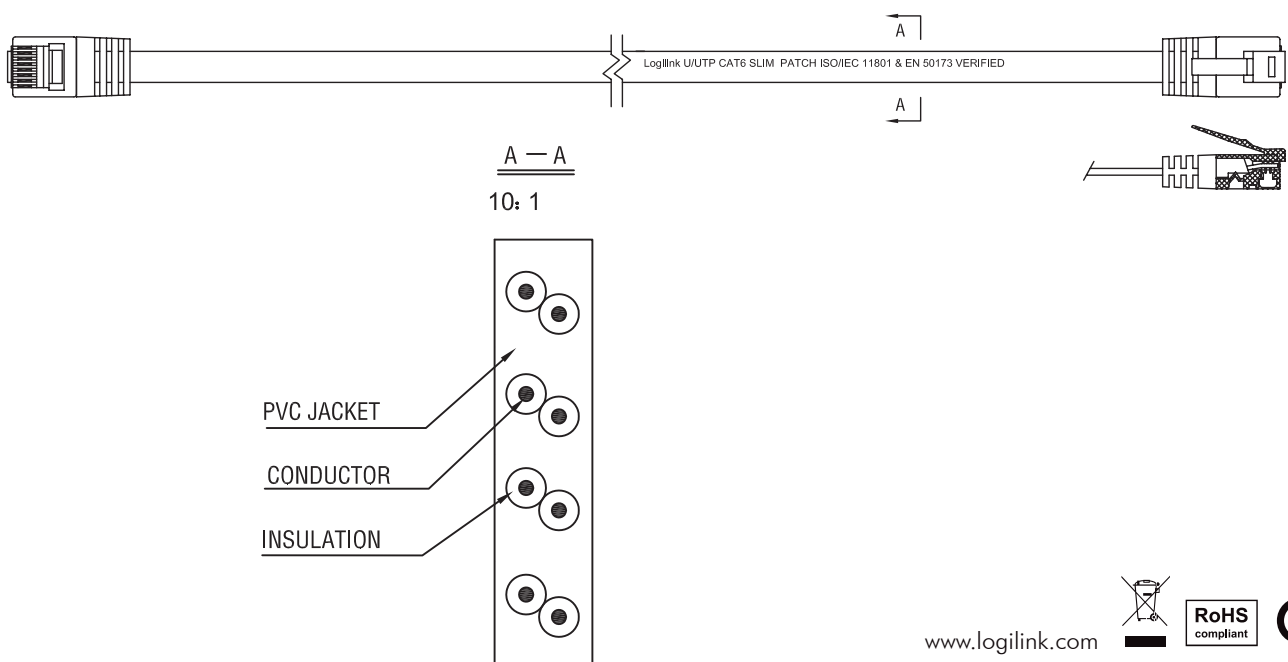 A
LogiIink U/UTP CAT6 SLIM PATCH ISO/IEC 11801 & EN 50173 VERIFIED
A
A — A
10: 1
PVC JACKET
CONDUCTOR
INSULATION
www.logilink.com
RoHS
compliant